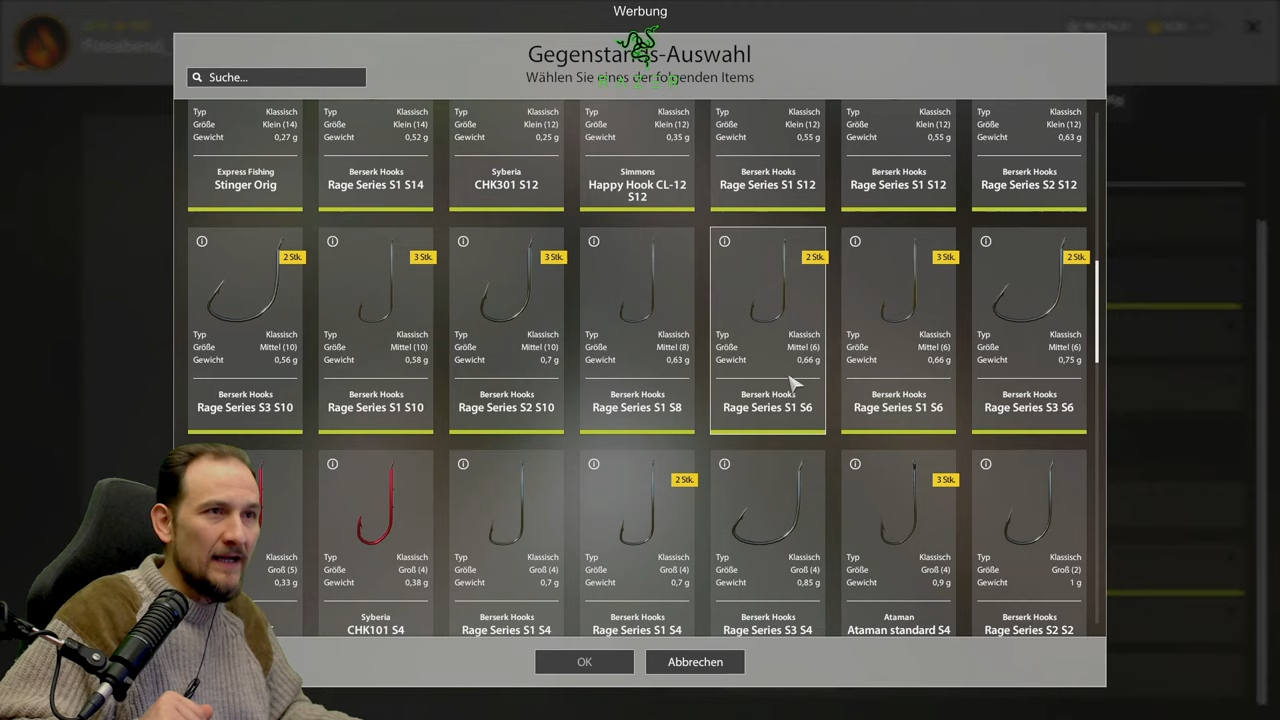 Werbung
Gegenstands-Auswahl
Wählen Sie eines der folgenden Items
Suche...
Typ Klassisch
Größe Klein (14)
Gewicht 0,27 g
Express Fishing
Stinger Orig
Typ Klassisch
Größe Klein (14)
Gewicht 0,52 g
Berserk Hooks
Rage Series S1 S14
Typ Klassisch
Größe Klein (12)
Gewicht 0,25 g
Syberia
CHK301 S12
Typ Klassisch
Größe Klein (12)
Gewicht 0,35 g
Simmons
Happy Hook CL-12
S12
Typ Klassisch
Größe Klein (12)
Gewicht 0,55 g
Berserk Hooks
Rage Series S1 S12
Typ Klassisch
Größe Klein (12)
Gewicht 0,55 g
Berserk Hooks
Rage Series S1 S12
Typ Klassisch
Größe Klein (12)
Gewicht 0,63 g
Berserk Hooks
Rage Series S2 S12
2 Stk.
Typ Klassisch
Größe Mittel (10)
Gewicht 0,56 g
Berserk Hooks
Rage Series S3 S10
3 Stk.
Typ Klassisch
Größe Mittel (10)
Gewicht 0,58 g
Berserk Hooks
Rage Series S1 S10
3 Stk.
Typ Klassisch
Größe Mittel (10)
Gewicht 0,7 g
Berserk Hooks
Rage Series S2 S10
Typ Klassisch
Größe Mittel (8)
Gewicht 0,63 g
Berserk Hooks
Rage Series S1 S8
2 Stk.
Typ Klassisch
Größe Mittel (6)
Gewicht 0,66 g
Berserk Hooks
Rage Series S1 S6
3 Stk.
Typ Klassisch
Größe Mittel (6)
Gewicht 0,66 g
Berserk Hooks
Rage Series S1 S6
2 Stk.
Typ Klassisch
Größe Mittel (6)
Gewicht 0,75 g
Berserk Hooks
Rage Series S3 S6
Klassisch
Groß (5)
0,33 g
Typ Klassisch
Größe Groß (4)
Gewicht 0,38 g
Syberia
CHK101 S4
Typ Klassisch
Größe Groß (4)
Gewicht 0,7 g
Berserk Hooks
Rage Series S1 S4
2 Stk.
Typ Klassisch
Größe Groß (4)
Gewicht 0,7 g
Berserk Hooks
Rage Series S1 S4
Typ Klassisch
Größe Groß (4)
Gewicht 0,85 g
Berserk Hooks
Rage Series S3 S4
3 Stk.
Typ Klassisch
Größe Groß (4)
Gewicht 0,9 g
Ataman
Ataman standard S4
Typ Klassisch
Größe Groß (2)
Gewicht 1 g
Berserk Hooks
Rage Series S2 S2
OK
Abbrechen